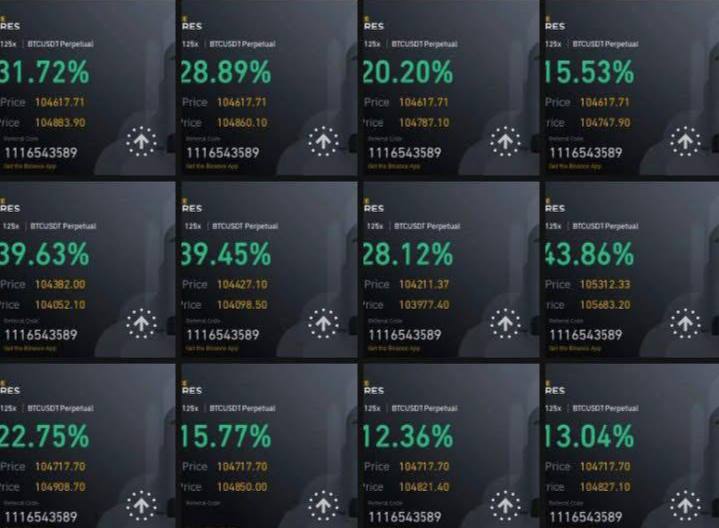 RES
125x | BTCUSDT Perpetual
31.72%
Price 104617.71
rice 104883.90
Referral Code
1116543589
Get the Binance App
RES
125x | BTCUSDT Perpetual
28.89%
Price 104617.71
rice 104860.10
Referral Code
1116543589
Get the Binance App
RES
125x | BTCUSDT Perpetual
20.20%
Price 104617.71
rice 104787.10
Referral Code
1116543589
Get the Binance App
RES
125x | BTCUSDT Perpetual
15.53%
Price 104617.71
rice 104747.90
Referral Code
1116543589
Get the Binance App
RES
125x | BTCUSDT Perpetual
39.63%
Price 104382.00
rice 104052.10
Referral Code
1116543589
Get the Binance App
RES
125x | BTCUSDT Perpetual
39.45%
Price 104427.10
rice 104098.50
Referral Code
1116543589
Get the Binance App
RES
125x | BTCUSDT Perpetual
28.12%
Price 104211.37
rice 103977.40
Referral Code
1116543589
Get the Binance App
RES
125x | BTCUSDT Perpetual
43.86%
Price 105312.33
rice 105683.20
Referral Code
1116543589
Get the Binance App
RES
125x | BTCUSDT Perpetual
22.75%
Price 104717.70
rice 104908.70
Referral Code
1116543589
RES
125x | BTCUSDT Perpetual
15.77%
Price 104717.70
rice 104850.00
Referral Code
1116543589
RES
125x | BTCUSDT Perpetual
12.36%
Price 104717.70
rice 104821.40
Referral Code
1116543589
RES
125x | BTCUSDT Perpetual
13.04%
Price 104717.70
rice 104827.10
Referral Code
1116543589